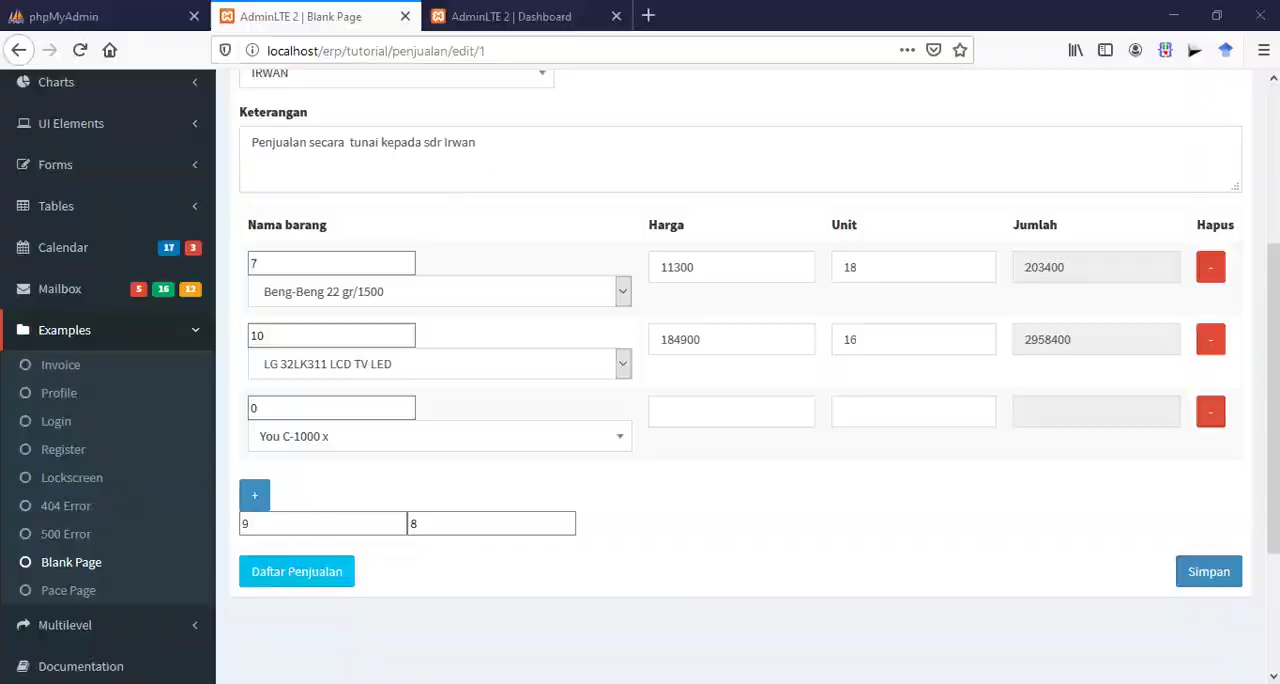 phpMyAdmin
AdminLTE 2 | Blank Page
AdminLTE 2 | Dashboard
localhost/erp/tutorial/penjualan/edit/1
Charts
UI Elements
Forms
Tables
Calendar 17 3
Mailbox 5 16 12
Examples
Invoice
Profile
Login
Register
Lockscreen
404 Error
500 Error
Blank Page
Pace Page
Multilevel
Documentation
IRWAN
Keterangan
Penjualan secara  tunai kepada sdr Irwan
Nama barang Harga Unit Jumlah Hapus
7
Beng-Beng 22 gr/1500 11300 18 203400 -
10
LG 32LK311 LCD TV LED 184900 16 2958400 -
0
You C-1000 x -
+
9 8
Daftar Penjualan Simpan